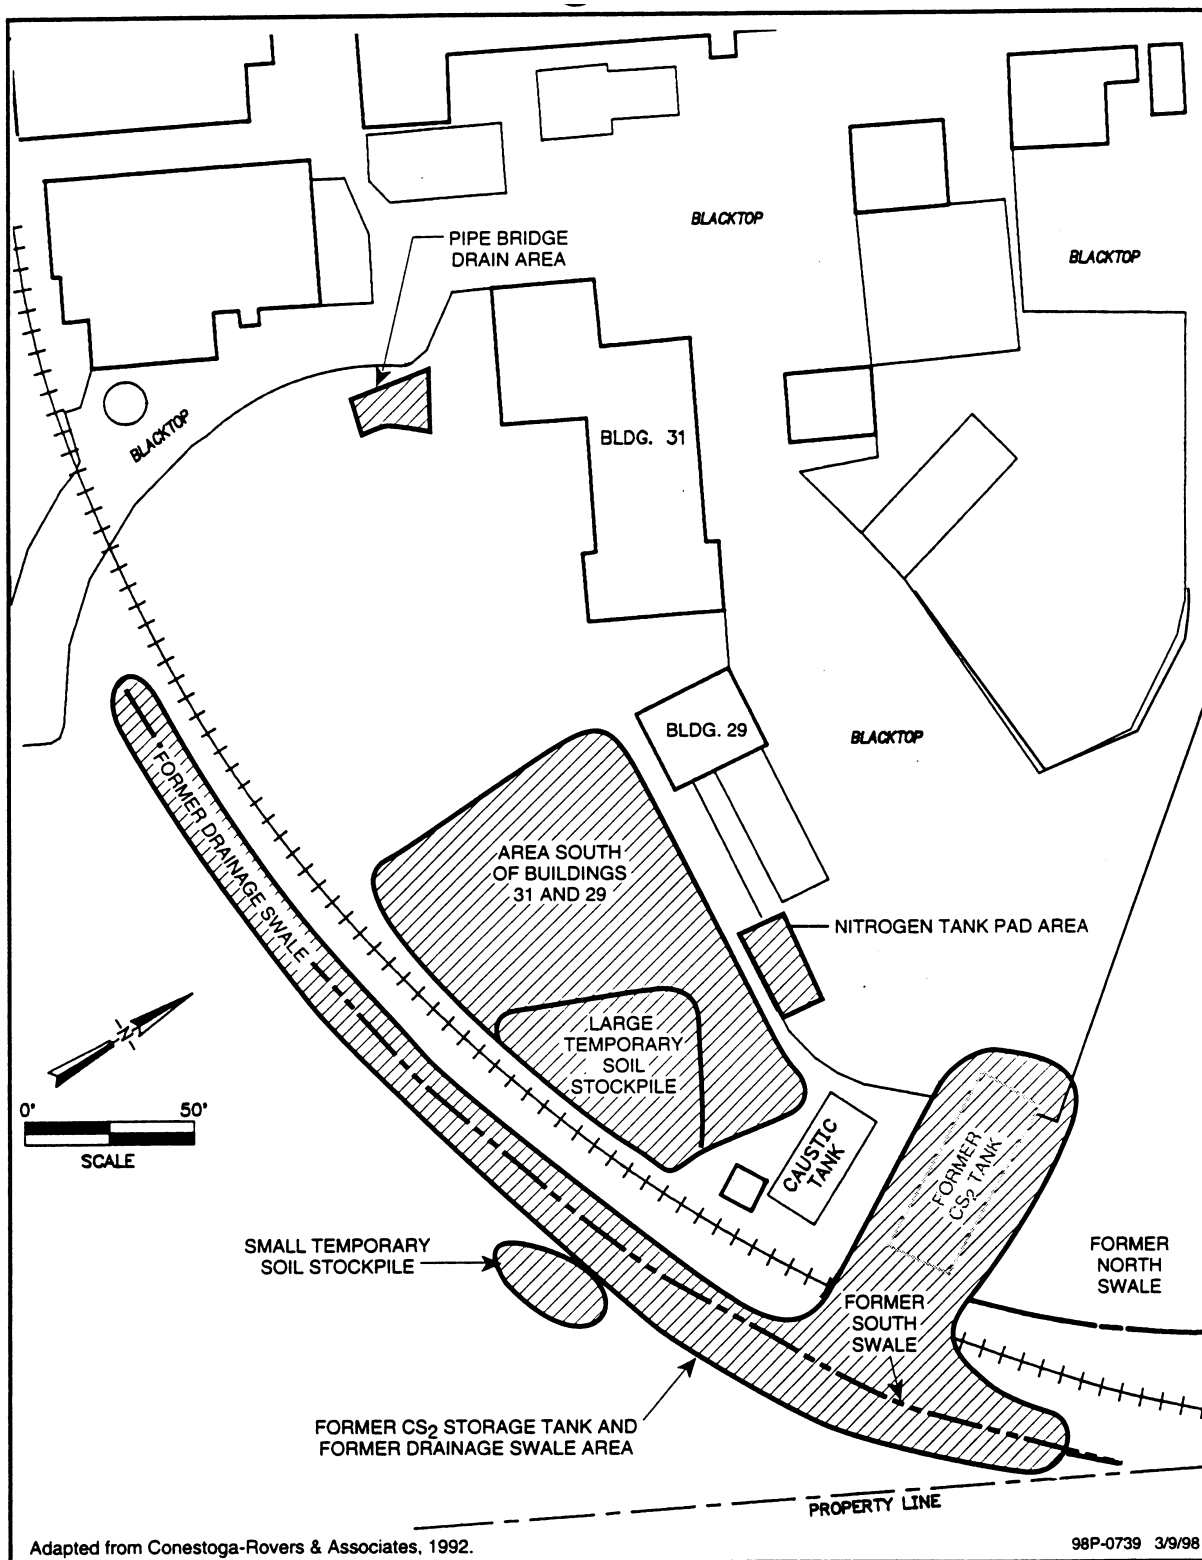 PIPE BRIDGE
DRAIN AREA
BLACKTOP
BLACKTOP
BLACKTOP
BLDG. 31
BLDG. 29
BLACKTOP
FORMER DRAINAGE SWALE
AREA SOUTH
OF BUILDINGS
31 AND 29
NITROGEN TANK PAD AREA
LARGE
TEMPORARY
SOIL
STOCKPILE
-N-
0' 50'
SCALE
CAUSTIC
TANK
FORMER
CS₂ TANK
SMALL TEMPORARY
SOIL STOCKPILE
FORMER
NORTH
SWALE
FORMER
SOUTH
SWALE
FORMER CS₂ STORAGE TANK AND
FORMER DRAINAGE SWALE AREA
PROPERTY LINE
Adapted from Conestoga-Rovers & Associates, 1992.
98P-0739 3/9/98